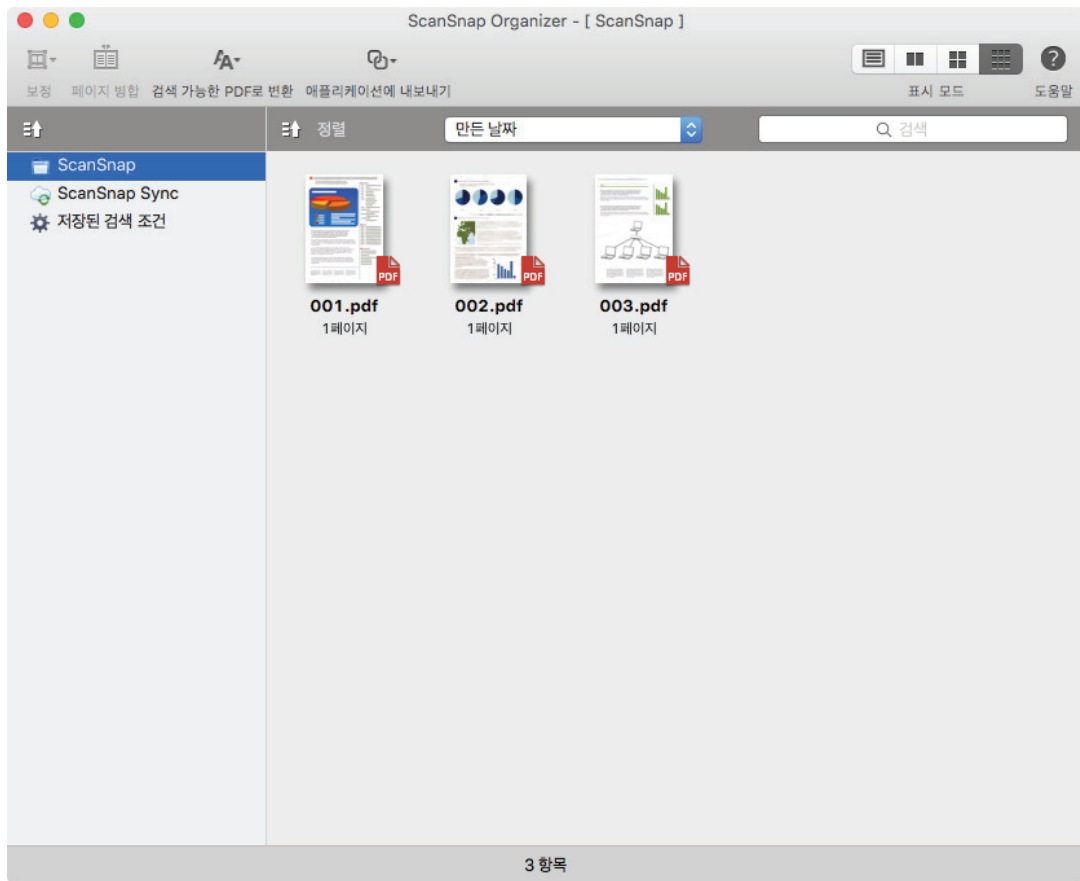 ScanSnap Organizer - [ ScanSnap ]
보정 페이지 병합 검색 가능한 PDF로 변환 애플리케이션에 내보내기 표시 모드 도움말
정렬 만든 날짜 검색
ScanSnap
ScanSnap Sync
저장된 검색 조건
PDF PDF PDF
001.pdf 002.pdf 003.pdf
1페이지 1페이지 1페이지
3 항목